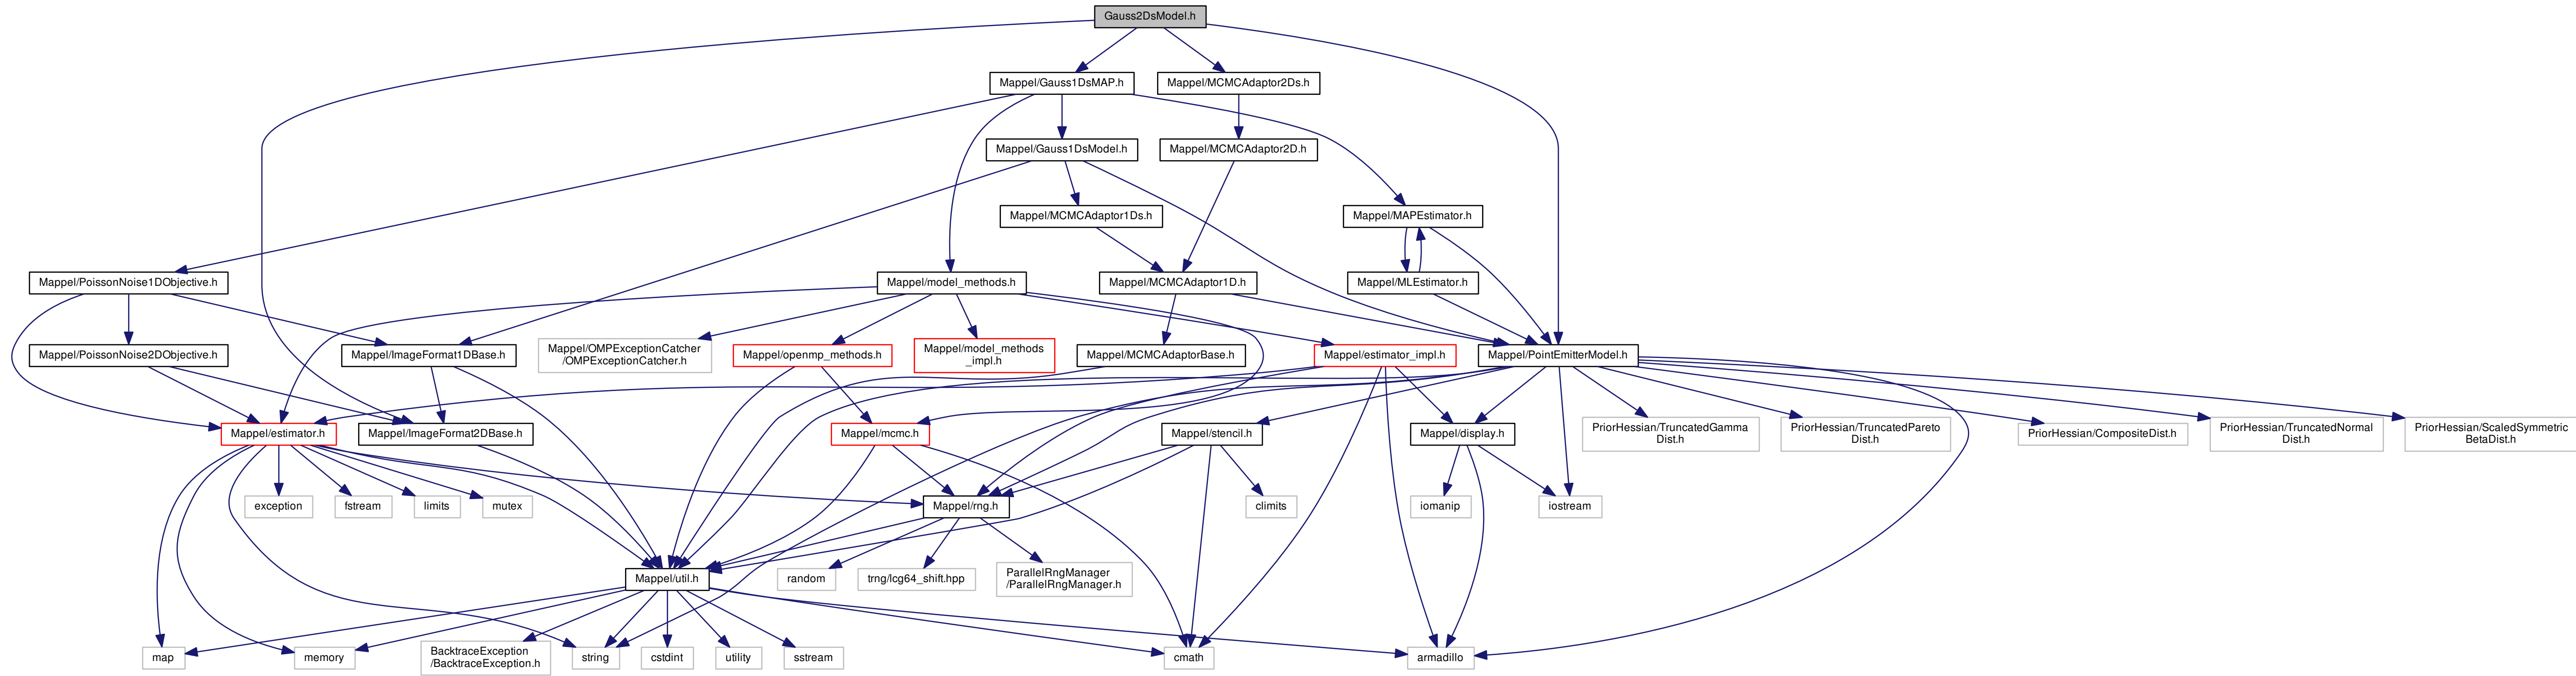 Gauss2DsModel.h
Mappel/Gauss1DsMAP.h
Mappel/MCMCAdaptor2Ds.h
Mappel/Gauss1DsModel.h
Mappel/MCMCAdaptor2D.h
Mappel/MCMCAdaptor1Ds.h
Mappel/MAPEstimator.h
Mappel/PoissonNoise1DObjective.h
Mappel/model_methods.h
Mappel/MCMCAdaptor1D.h
Mappel/MLEstimator.h
Mappel/PoissonNoise2DObjective.h
Mappel/ImageFormat1DBase.h
Mappel/OMPExceptionCatcher
/OMPExceptionCatcher.h
Mappel/openmp_methods.h
Mappel/model_methods
_impl.h
Mappel/MCMCAdaptorBase.h
Mappel/estimator_impl.h
Mappel/PointEmitterModel.h
Mappel/estimator.h
Mappel/ImageFormat2DBase.h
Mappel/mcmc.h
Mappel/stencil.h
Mappel/display.h
PriorHessian/TruncatedGamma
Dist.h
PriorHessian/TruncatedPareto
Dist.h
PriorHessian/CompositeDist.h
PriorHessian/TruncatedNormal
Dist.h
PriorHessian/ScaledSymmetric
BetaDist.h
exception
fstream
limits
mutex
Mappel/rng.h
climits
iomanip
iostream
Mappel/util.h
random
trng/lcg64_shift.hpp
ParallelRngManager
/ParallelRngManager.h
map
memory
BacktraceException
/BacktraceException.h
string
cstdint
utility
sstream
cmath
armadillo